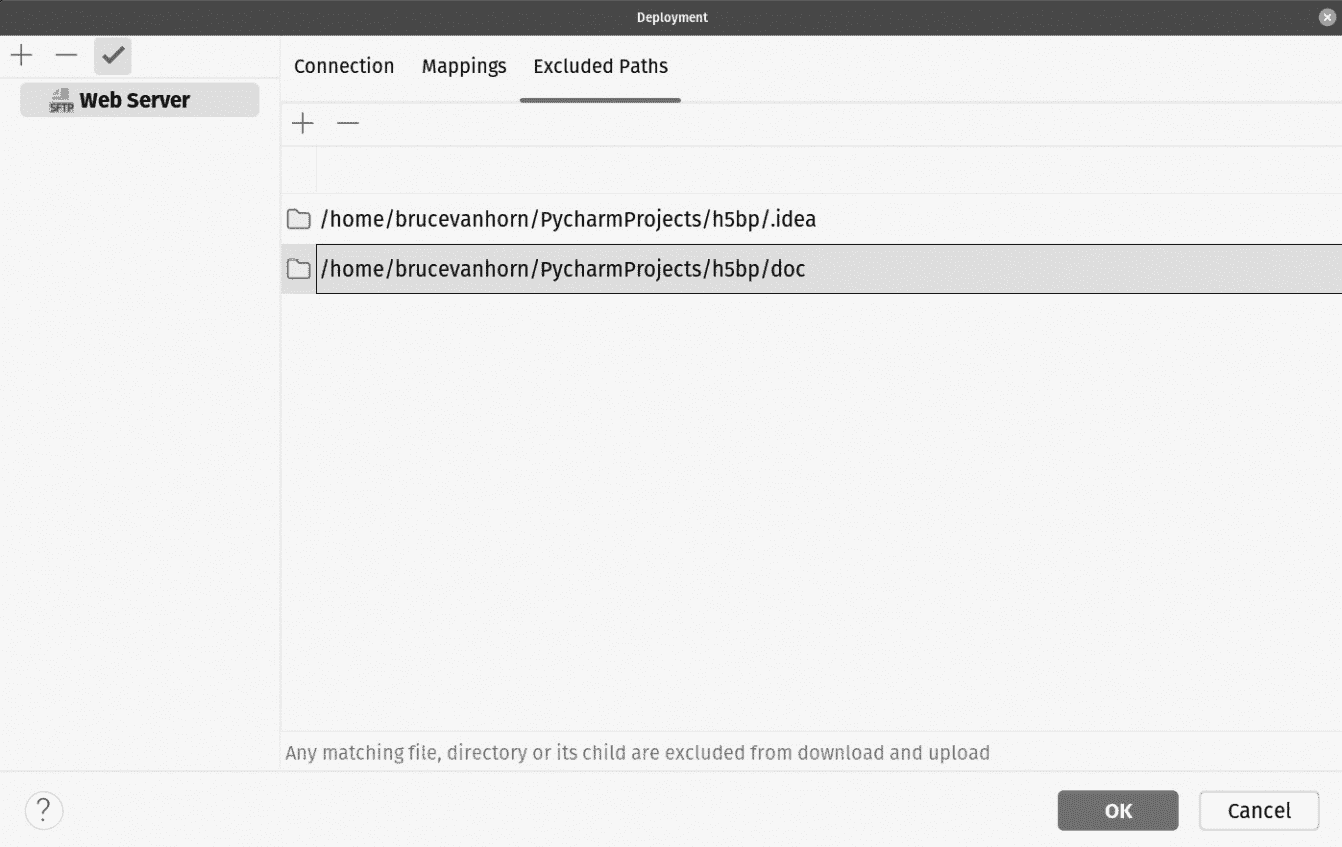 Deployment
SFTP Web Server
Connection Mappings Excluded Paths
/home/brucevanhorn/PycharmProjects/h5bp/.idea
/home/brucevanhorn/PycharmProjects/h5bp/doc
Any matching file, directory or its child are excluded from download and upload
? OK Cancel